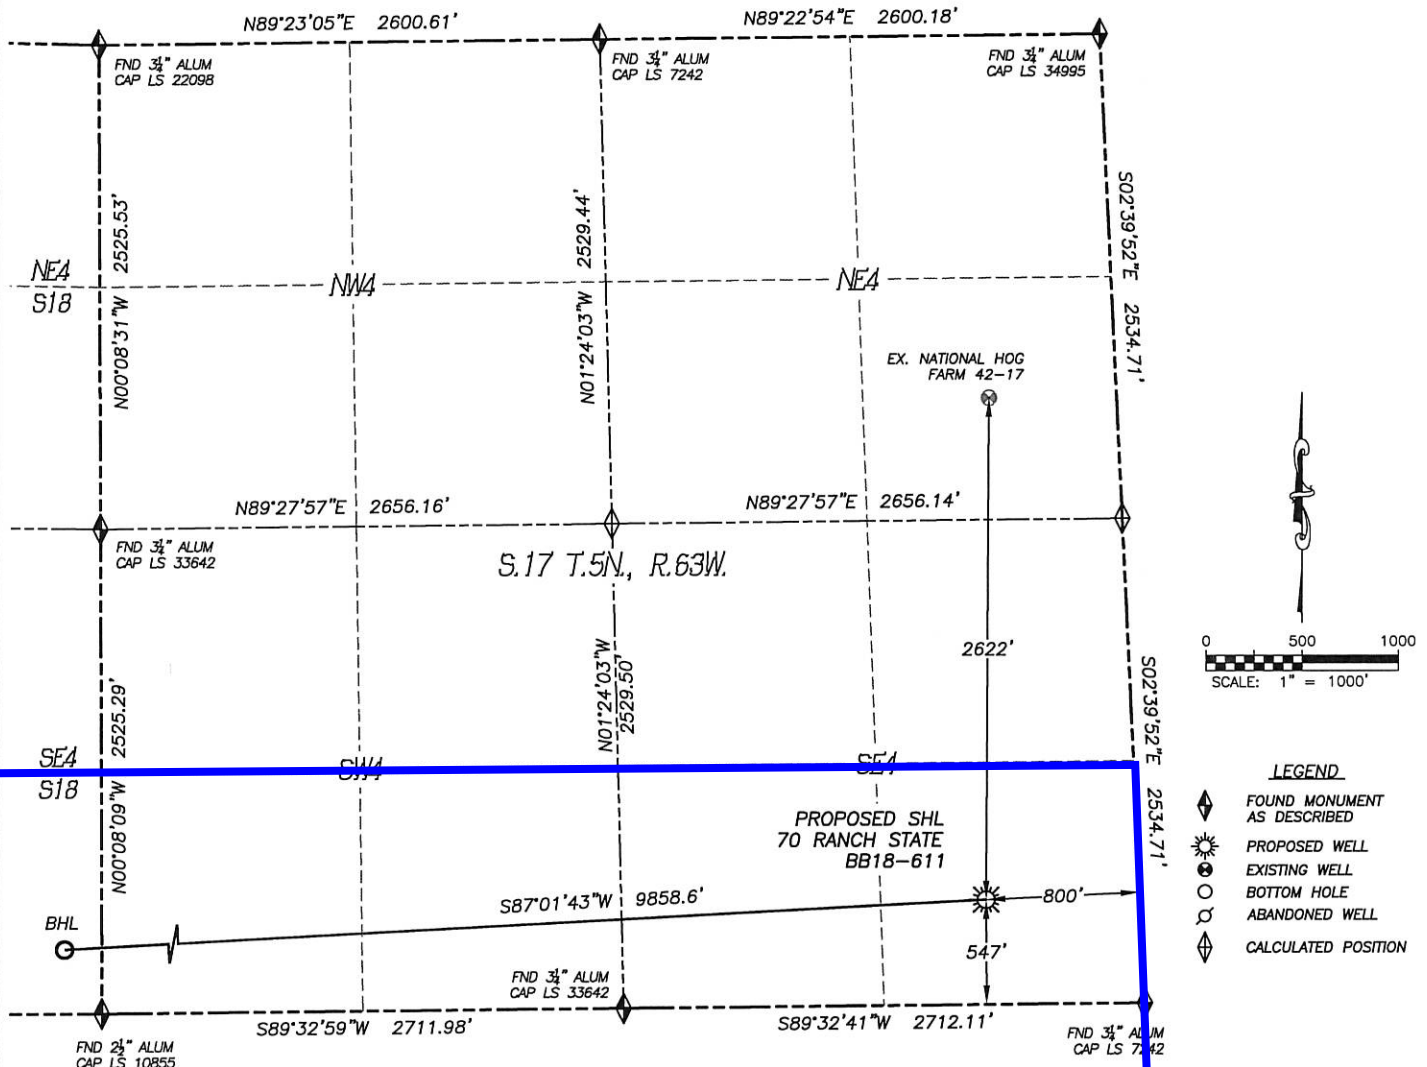 N89°23'05"E 2600.61'
N89°22'54"E 2600.18'
FND 3¼" ALUM
CAP LS 22098
FND 3¼" ALUM
CAP LS 7242
FND 3¼" ALUM
CAP LS 34995
N00°08'31"W 2525.53'
N01°24'03"W 2529.44'
S02°39'52"E 2534.71'
NE4
S18
NW4
NE4
EX. NATIONAL HOG
FARM 42-17
N89°27'57"E 2656.16'
N89°27'57"E 2656.14'
FND 3¼" ALUM
CAP LS 33642
S.17 T.5N., R.63W.
2622'
0 500 1000
SCALE: 1" = 1000'
N00°08'09"W 2525.29'
N01°24'03"W
2529.50'
S02°39'52"E 2534.71'
SE4
S18
SW4
SE4
PROPOSED SHL
70 RANCH STATE
BB18-611
LEGEND
FOUND MONUMENT
AS DESCRIBED
PROPOSED WELL
EXISTING WELL
BOTTOM HOLE
ABANDONED WELL
CALCULATED POSITION
BHL
S87°01'43"W 9858.6'
800'
547'
FND 3¼" ALUM
CAP LS 33642
S89°32'59"W 2711.98'
S89°32'41"W 2712.11'
FND 2½" ALUM
CAP LS 10855
FND 3¼" ALUM
CAP LS 7242